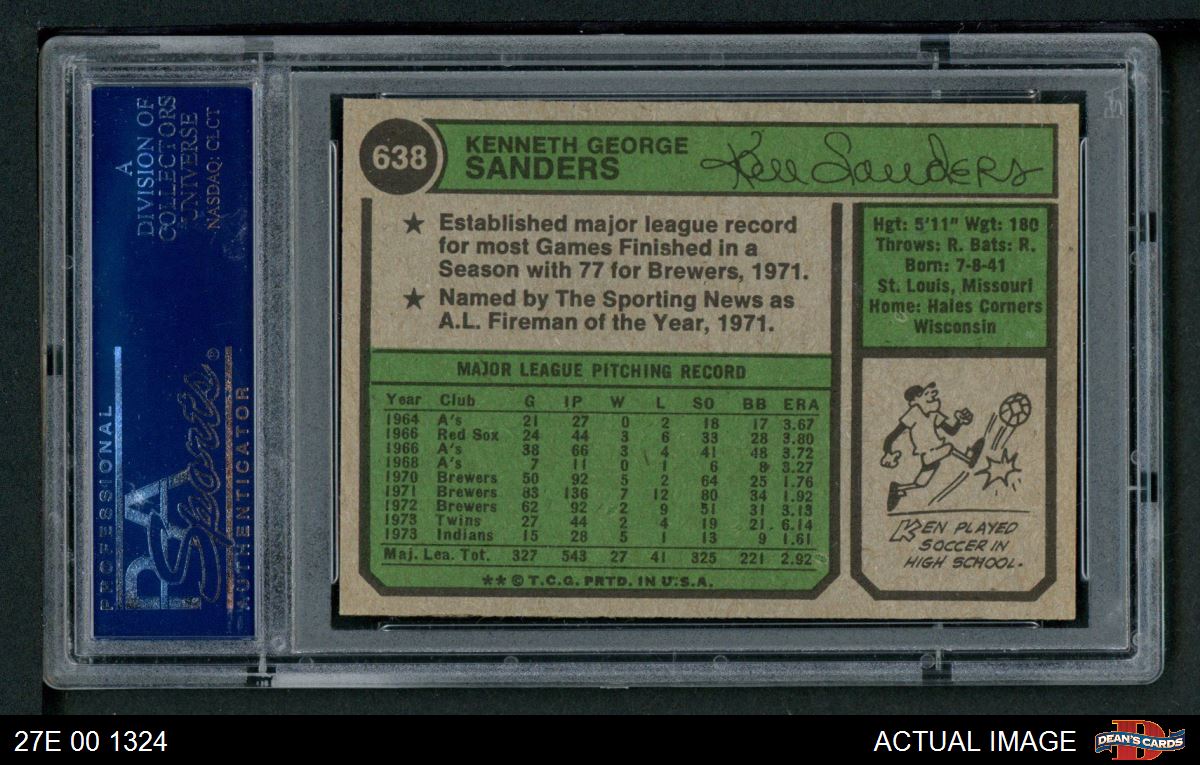 A
DIVISION OF
COLLECTORS
UNIVERSE
NASDAQ: CLCT
PROFESSIONAL
PSA
Sports®
AUTHENTICATOR
638
KENNETH GEORGE
SANDERS
Ken Sanders
★ Established major league record
for most Games Finished in a
Season with 77 for Brewers, 1971.
★ Named by The Sporting News as
A.L. Fireman of the Year, 1971.
Hgt: 5'11" Wgt: 180
Throws: R. Bats: R.
Born: 7-8-41
St. Louis, Missouri
Home: Hales Corners
Wisconsin
MAJOR LEAGUE PITCHING RECORD
Year Club G IP W L SO BB ERA
1964 A's 21 27 0 2 18 17 3.67
1966 Red Sox 24 44 3 6 33 28 3.80
1966 A's 38 66 3 4 41 48 3.72
1968 A's 7 11 0 1 6 8 3.27
1970 Brewers 50 92 5 2 64 25 1.76
1971 Brewers 83 136 7 12 80 34 1.92
1972 Brewers 62 92 2 9 51 31 3.13
1973 Twins 27 44 2 4 19 21 6.14
1973 Indians 15 28 5 1 13 9 1.61
Maj. Lea. Tot. 327 543 27 41 325 221 2.92
** © T.C.G. PRTD. IN U.S.A.
KEN PLAYED
SOCCER IN
HIGH SCHOOL.
27E 00 1324
ACTUAL IMAGE
D
DEAN'S CARDS